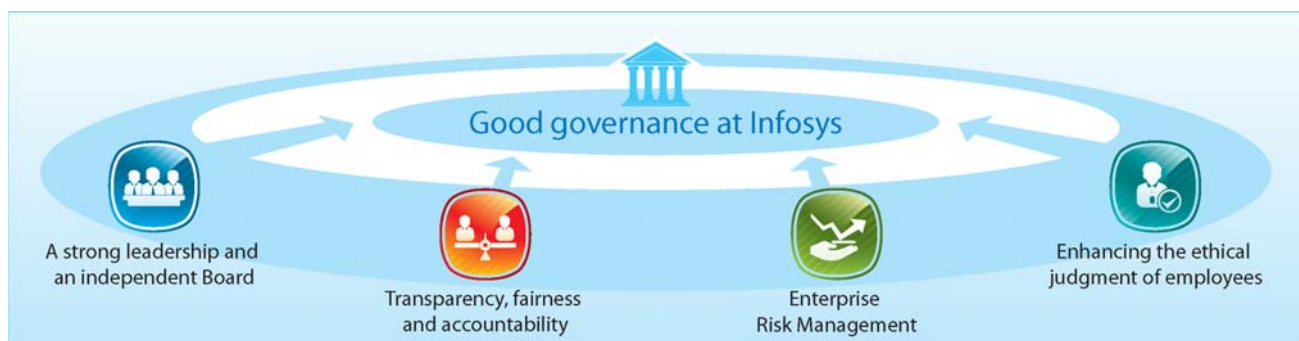 Good governance at Infosys
A strong leadership and
an independent Board
Transparency, fairness
and accountability
Enterprise
Risk Management
Enhancing the ethical
judgment of employees